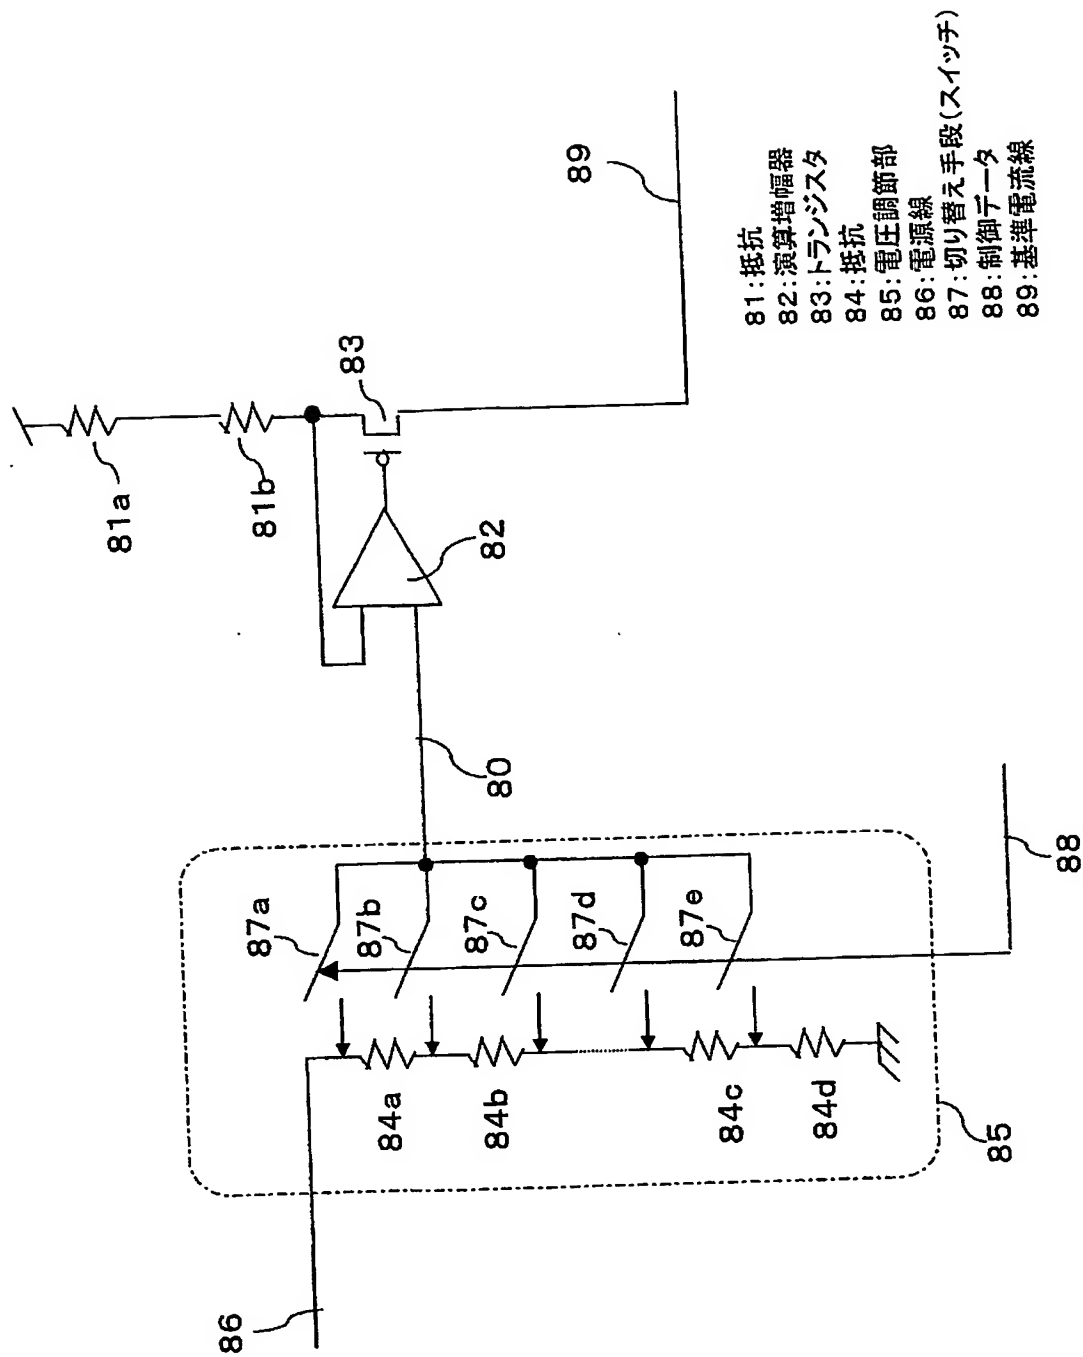 81a
81b
83
89
82
80
87a
87b
87c
87d
87e
84a
84b
84c
84d
86
85
88
81:抵抗
82:演算増幅器
83:トランジスタ
84:抵抗
85:電圧調節部
86:電源線
87:切り替え手段(スイッチ)
88:制御データ
89:基準電流線